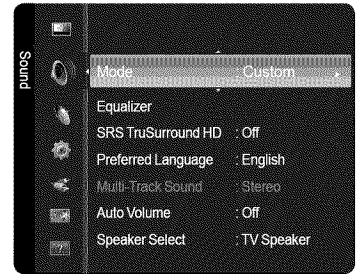 Sound
Mode : Custom
Equalizer
SRS TruSurround HD : Off
Preferred Language : English
Multi-Track Sound : Stereo
Auto Volume : Off
Speaker Select : TV Speaker